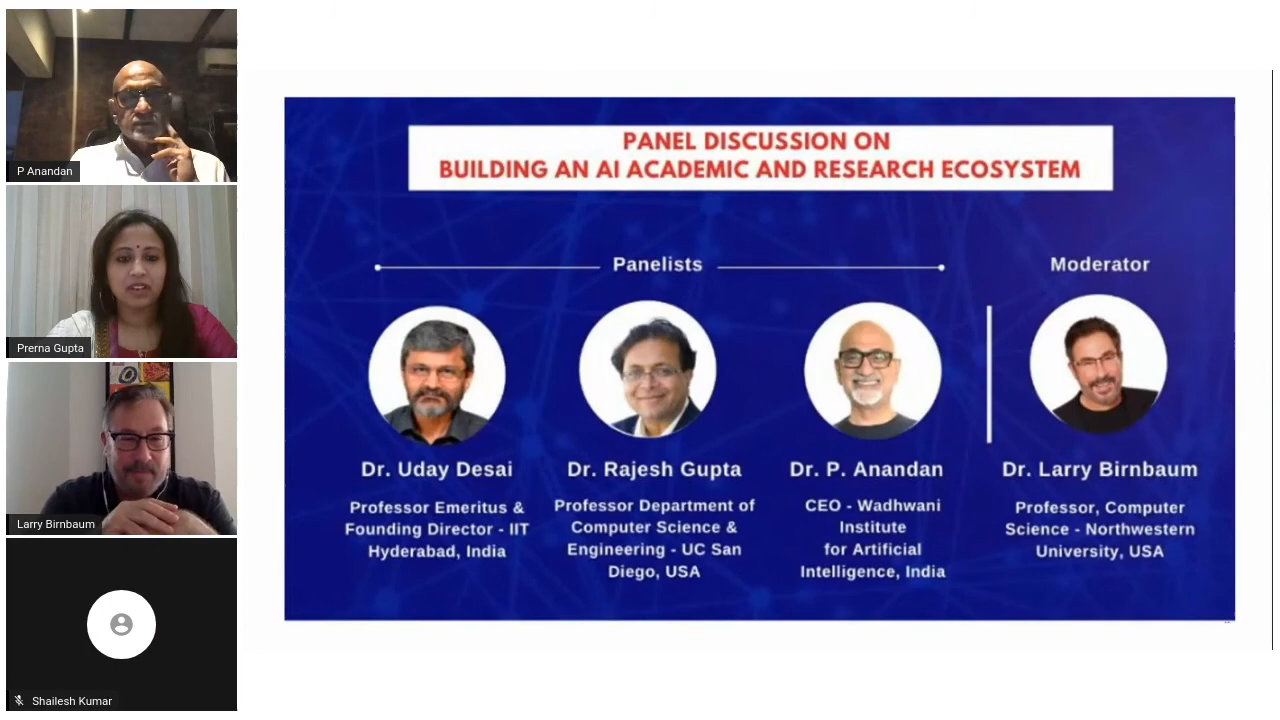 P Anandan
Prerna Gupta
Larry Birnbaum
Shailesh Kumar
PANEL DISCUSSION ON
BUILDING AN AI ACADEMIC AND RESEARCH ECOSYSTEM
Panelists
Moderator
Dr. Uday Desai
Professor Emeritus &
Founding Director - IIT
Hyderabad, India
Dr. Rajesh Gupta
Professor Department of
Computer Science &
Engineering - UC San
Diego, USA
Dr. P. Anandan
CEO - Wadhwani
Institute
for Artificial
Intelligence, India
Dr. Larry Birnbaum
Professor, Computer
Science - Northwestern
University, USA